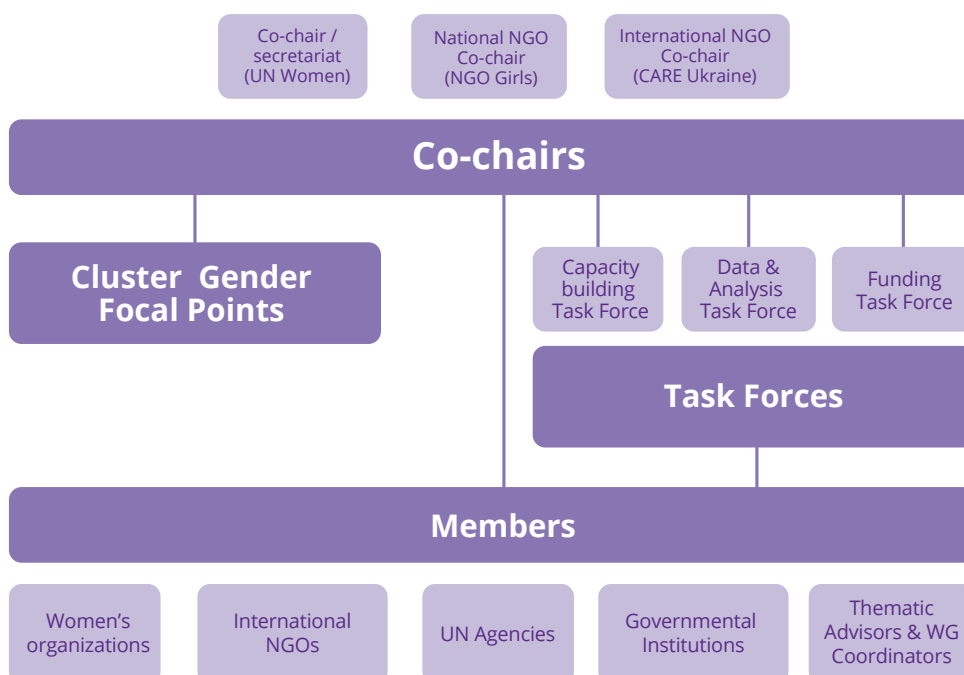 Co-chair /
secretariat
(UN Women)
National NGO
Co-chair
(NGO Girls)
International NGO
Co-chair
(CARE Ukraine)
Co-chairs
Cluster Gender
Focal Points
Capacity
building
Task Force
Data &
Analysis
Task Force
Funding
Task Force
Task Forces
Members
Women's
organizations
International
NGOs
UN Agencies
Governmental
Institutions
Thematic
Advisors & WG
Coordinators